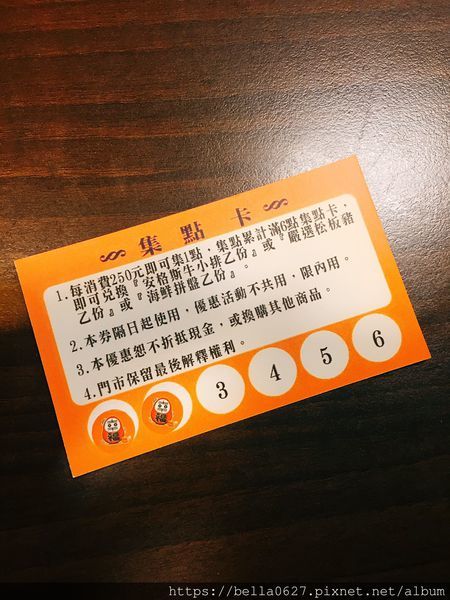 集點卡
1.每消費250元即可集1點，集點累計滿6點集點卡，
即可兌換『安格斯牛小排乙份』或『嚴選松板豬
乙份』或『海鮮拼盤乙份』。
2.本券隔日起使用，優惠活動不共用，限內用。
3.本優惠恕不折抵現金，或換購其他商品。
4.門市保留最後解釋權利。
福
福
3
4
5
6
https://bella0627.pixnet.net/album